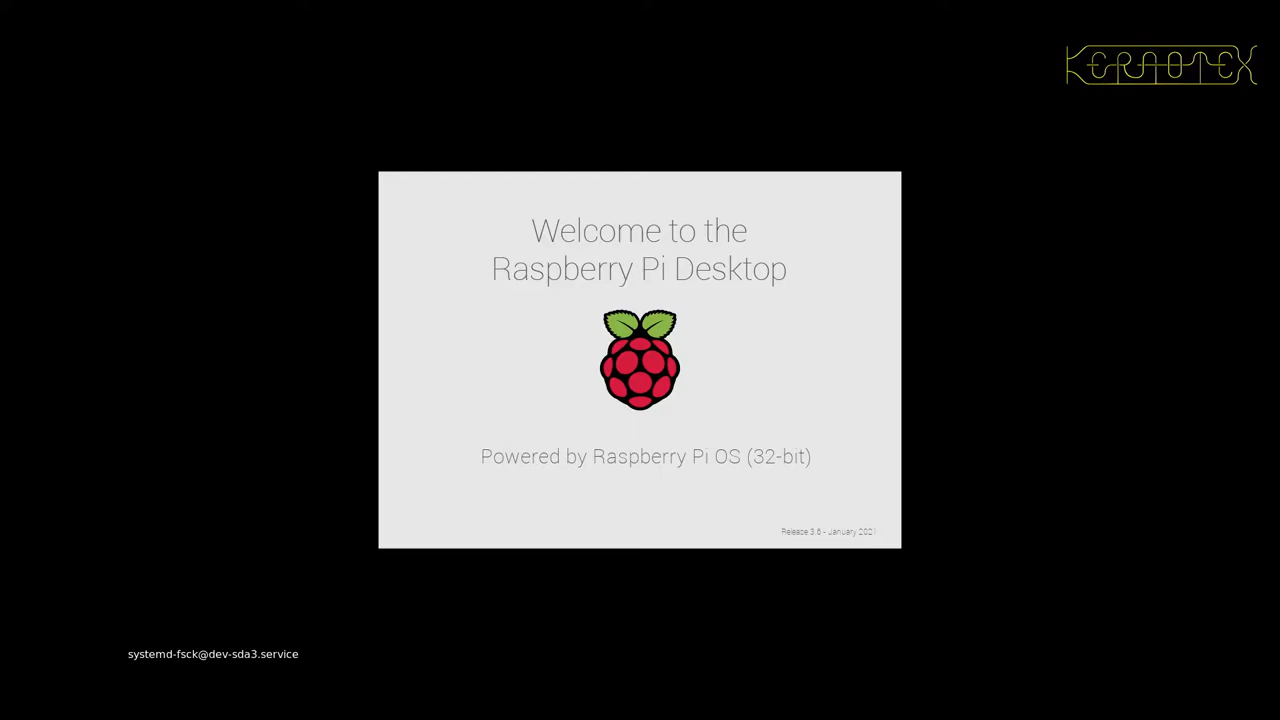 KERNOTEX
Welcome to the
Raspberry Pi Desktop
Powered by Raspberry Pi OS (32-bit)
Release 3.6 - January 2021
systemd-fsck@dev-sda3.service